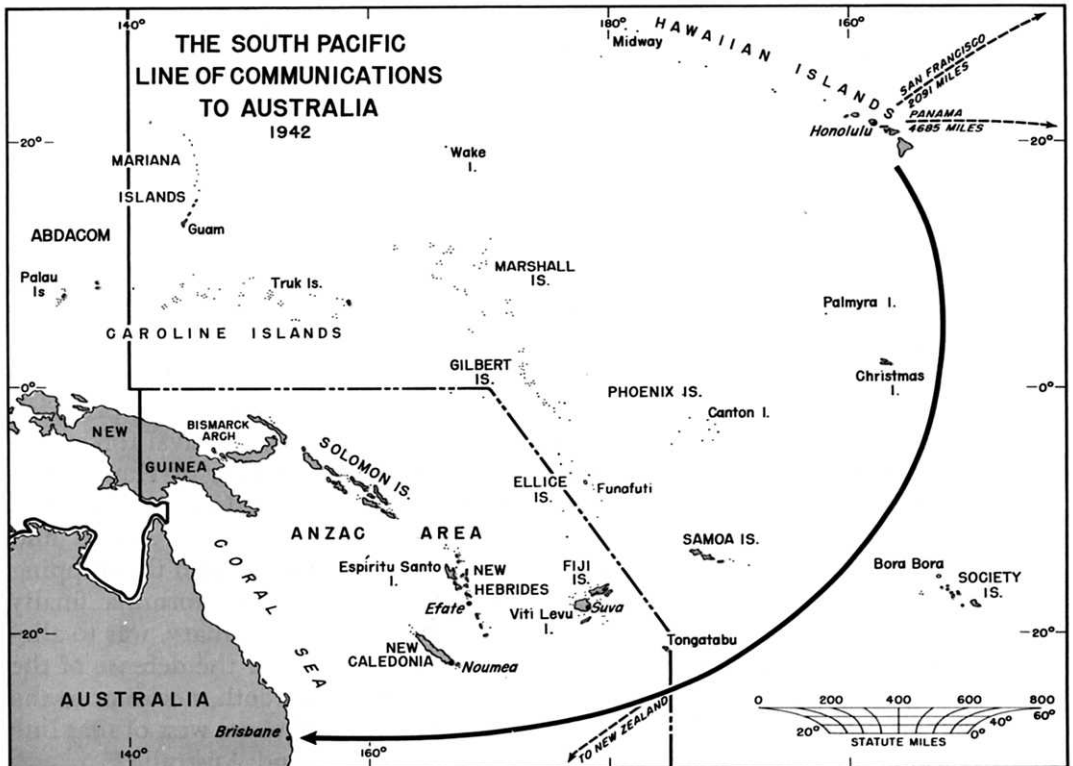 140°
180°
160°
THE SOUTH PACIFIC
LINE OF COMMUNICATIONS
TO AUSTRALIA
1942
Midway
HAWAIIAN ISLANDS
SAN FRANCISCO
2091 MILES
PANAMA
4685 MILES
Honolulu
20°
20°
MARIANA
ISLANDS
Wake
I.
Guam
ABDACOM
Palau
Is
Truk Is.
MARSHALL
IS.
CAROLINE ISLANDS
Palmyra I.
GILBERT
IS.
Christmas
I.
0°
0°
PHOENIX IS.
Canton I.
NEW
GUINEA
BISMARCK
ARCH
SOLOMON IS.
ELLICE
IS.
Funafuti
ANZAC AREA
SAMOA IS.
CORAL SEA
Espíritu Santo
I.
NEW
HEBRIDES
Efate
FIJI
IS.
Viti Levu
I.
Suva
Bora Bora
SOCIETY
IS.
20°
20°
NEW
CALEDONIA
Noumea
Tongatabu
AUSTRALIA
Brisbane
TO NEW ZEALAND
0 200 400 600 800
20° 0° 40° 60°
STATUTE MILES
140°
160°